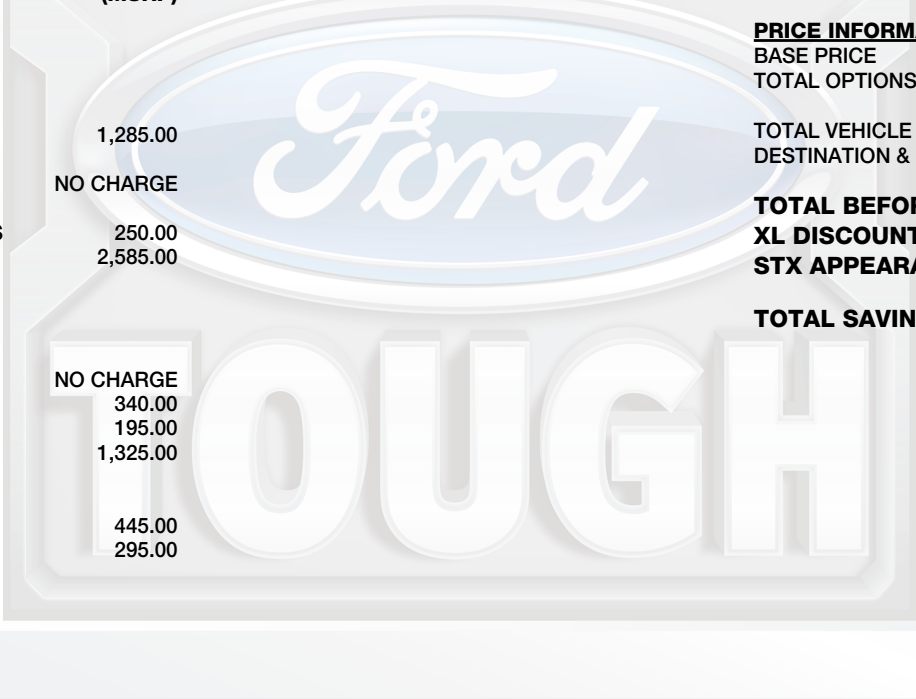 (MSRP)
1,285.00
NO CHARGE
S 250.00
2,585.00
NO CHARGE
340.00
195.00
1,325.00
445.00
295.00
PRICE INFORMA
BASE PRICE
TOTAL OPTIONS
TOTAL VEHICLE
DESTINATION &
TOTAL BEFOR
XL DISCOUNT
STX APPEARA
TOTAL SAVIN
Ford
TOUGH